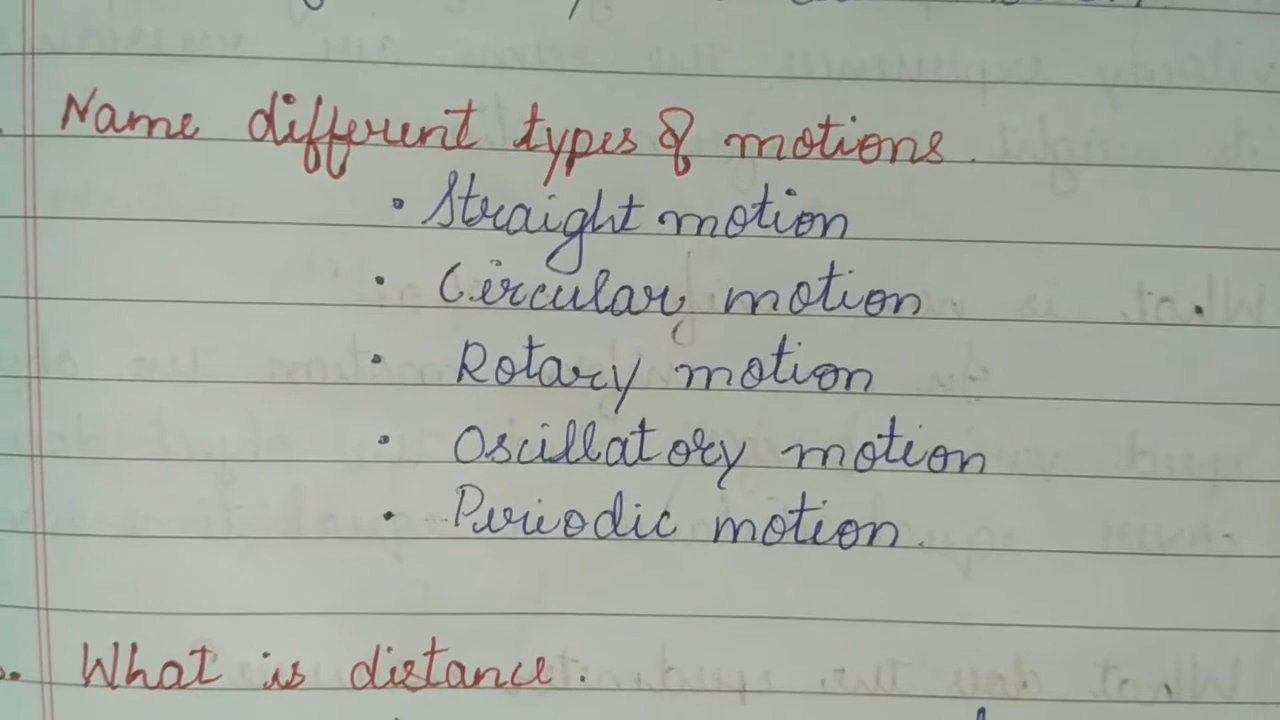 Name different types of motions.
• Straight motion
• Circular motion
• Rotary motion
• Oscillatory motion
• Periodic motion.
What is distance.